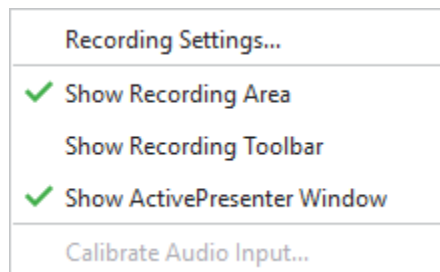 Recording Settings...
Show Recording Area
Show Recording Toolbar
Show ActivePresenter Window
Calibrate Audio Input...